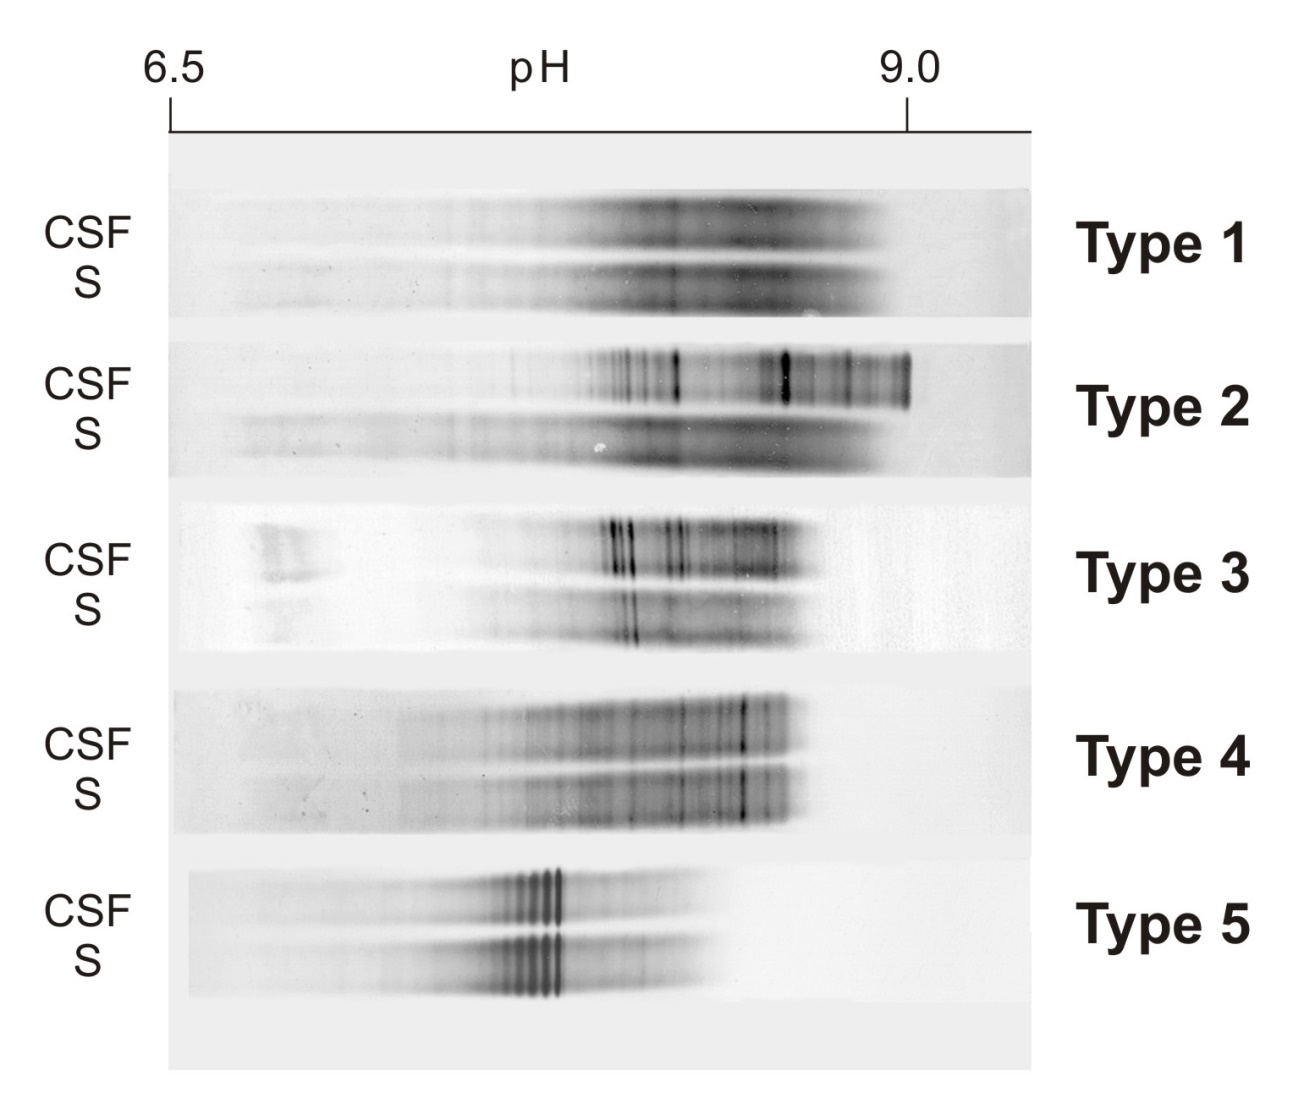 6.5 pH 9.0
CSF
S
Type 1
CSF
S
Type 2
CSF
S
Type 3
CSF
S
Type 4
CSF
S
Type 5